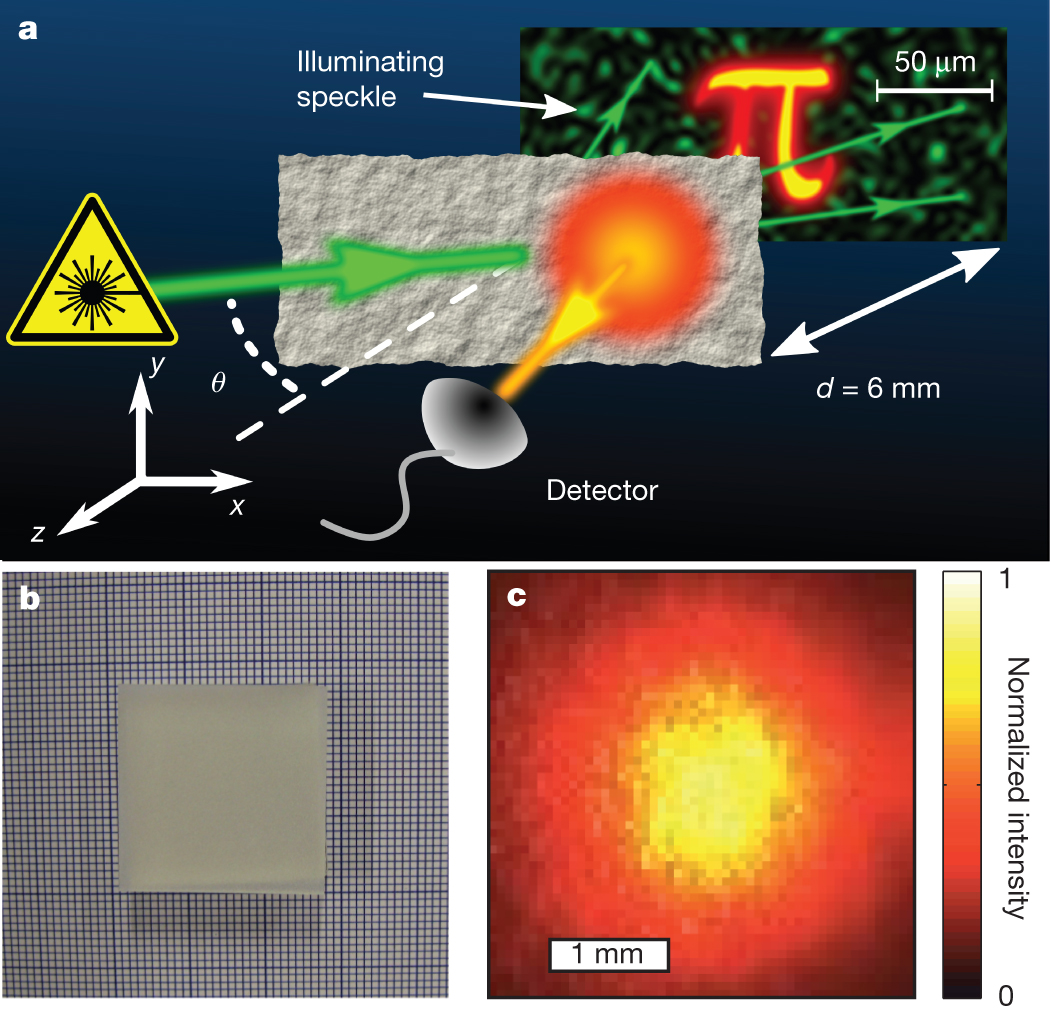 a
Illuminating
speckle
50 μm
θ
y
x
z
d = 6 mm
Detector
b
c
1 mm
1
Normalized intensity
0